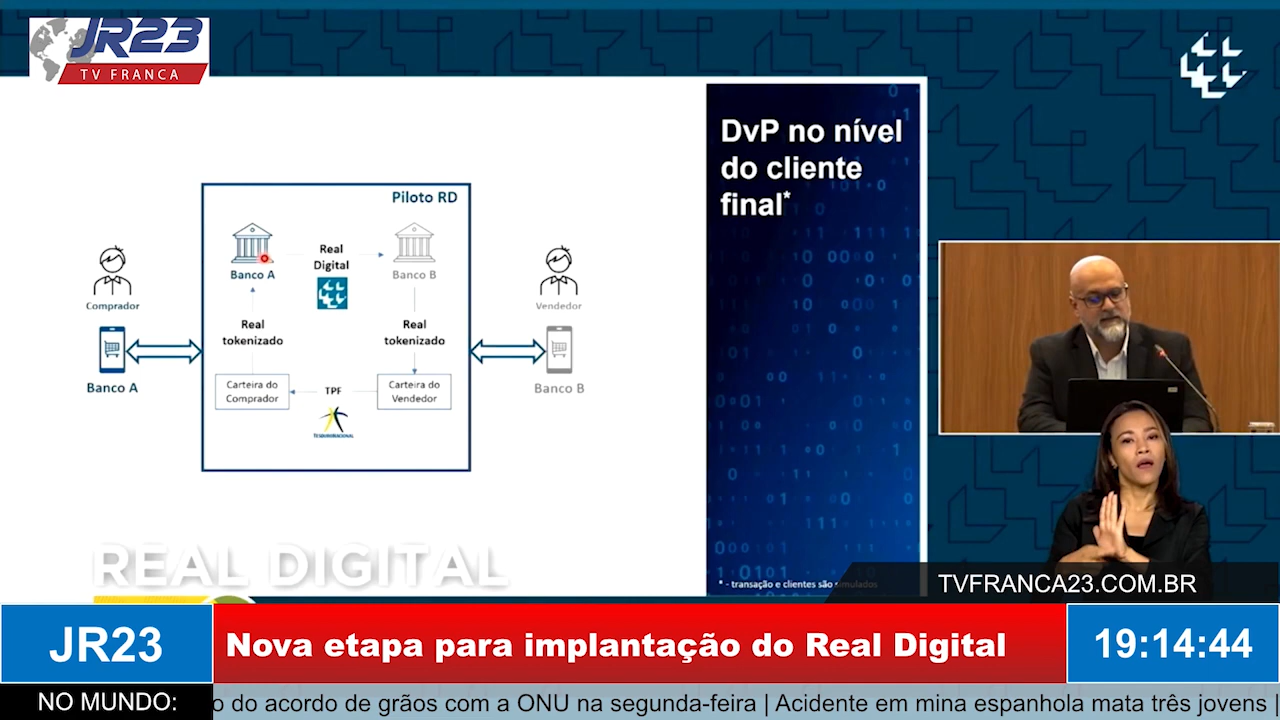 JR23
TV FRANCA
DvP no nível
do cliente
final*
Piloto RD
Banco A
Real
Digital
Banco B
Comprador
Vendedor
Real
tokenizado
Real
tokenizado
Banco A
Banco B
Carteira do
Comprador
TPF
Carteira do
Vendedor
TESOURONACIONAL
REAL DIGITAL
* - transação e clientes são simulados
TVFRANCA23.COM.BR
JR23
Nova etapa para implantação do Real Digital
19:14:44
NO MUNDO:
o do acordo de grãos com a ONU na segunda-feira | Acidente em mina espanhola mata três jovens |